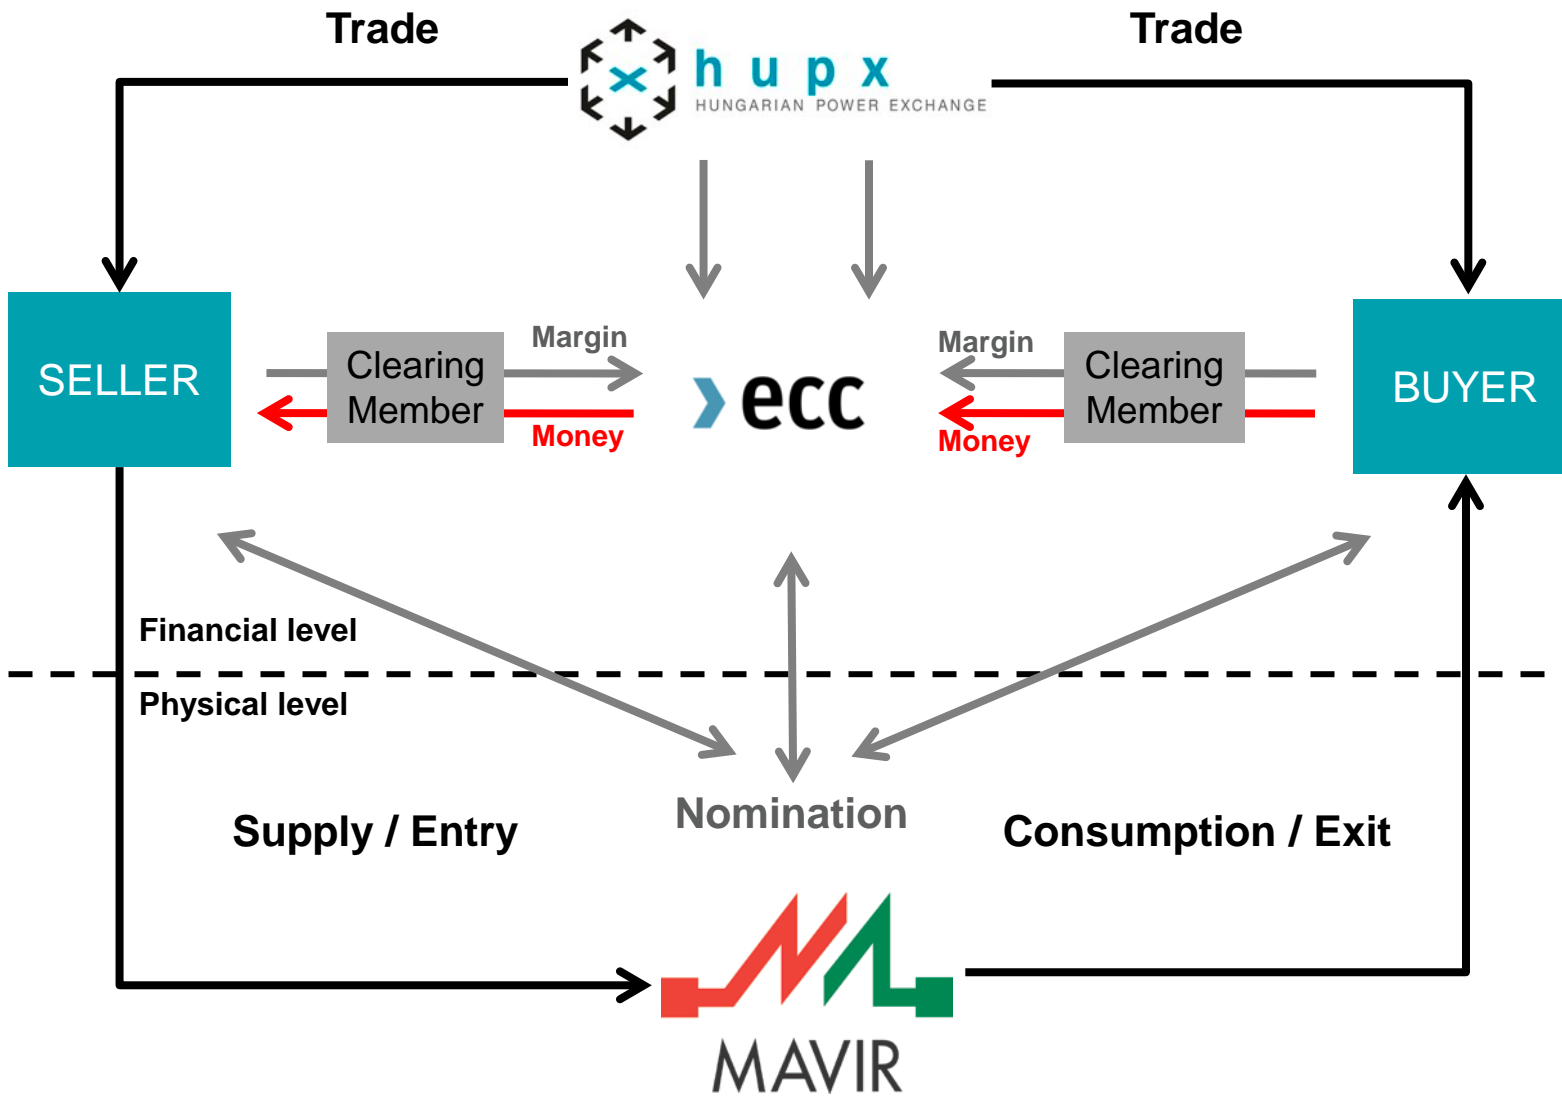 Trade
Trade
hupx
HUNGARIAN POWER EXCHANGE
SELLER
Clearing
Member
Margin
Money
ecc
Margin
Money
Clearing
Member
BUYER
Financial level
Physical level
Supply / Entry
Nomination
Consumption / Exit
MAVIR